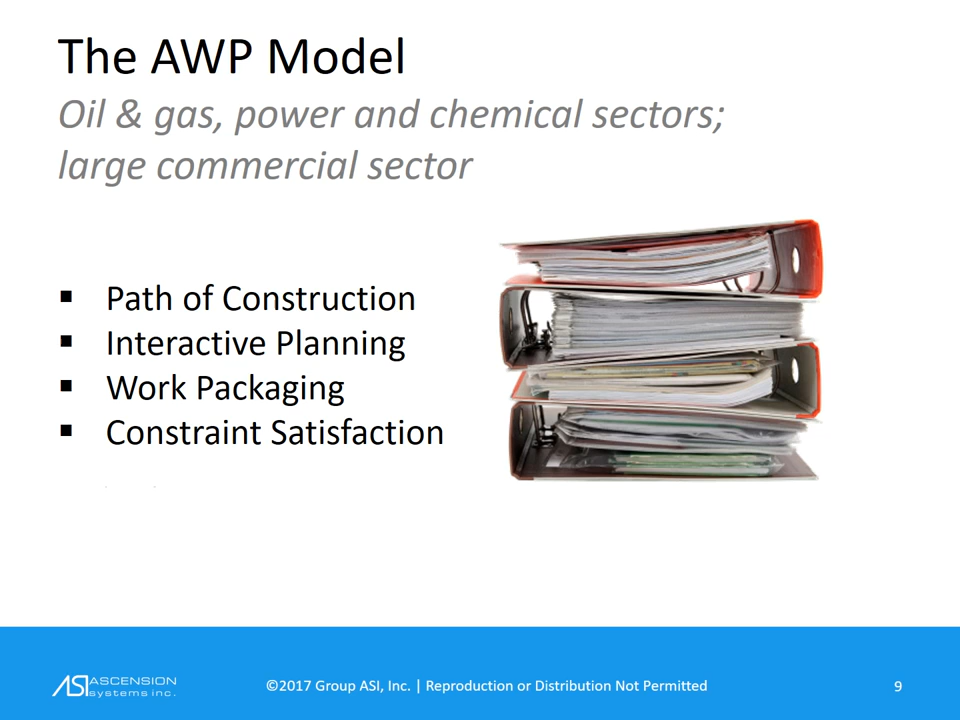 The AWP Model
Oil & gas, power and chemical sectors;
large commercial sector
▪ Path of Construction
▪ Interactive Planning
▪ Work Packaging
▪ Constraint Satisfaction
ASI ASCENSION
systems inc.
©2017 Group ASI, Inc. | Reproduction or Distribution Not Permitted
9